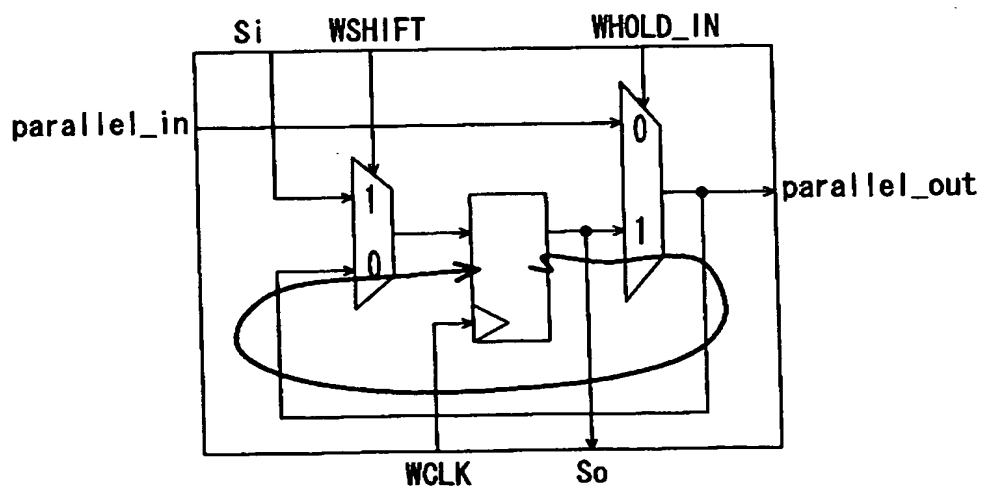 Si WSHIFT WHOLD_IN
parallel_in
0
1
parallel_out
1
0
WCLK So